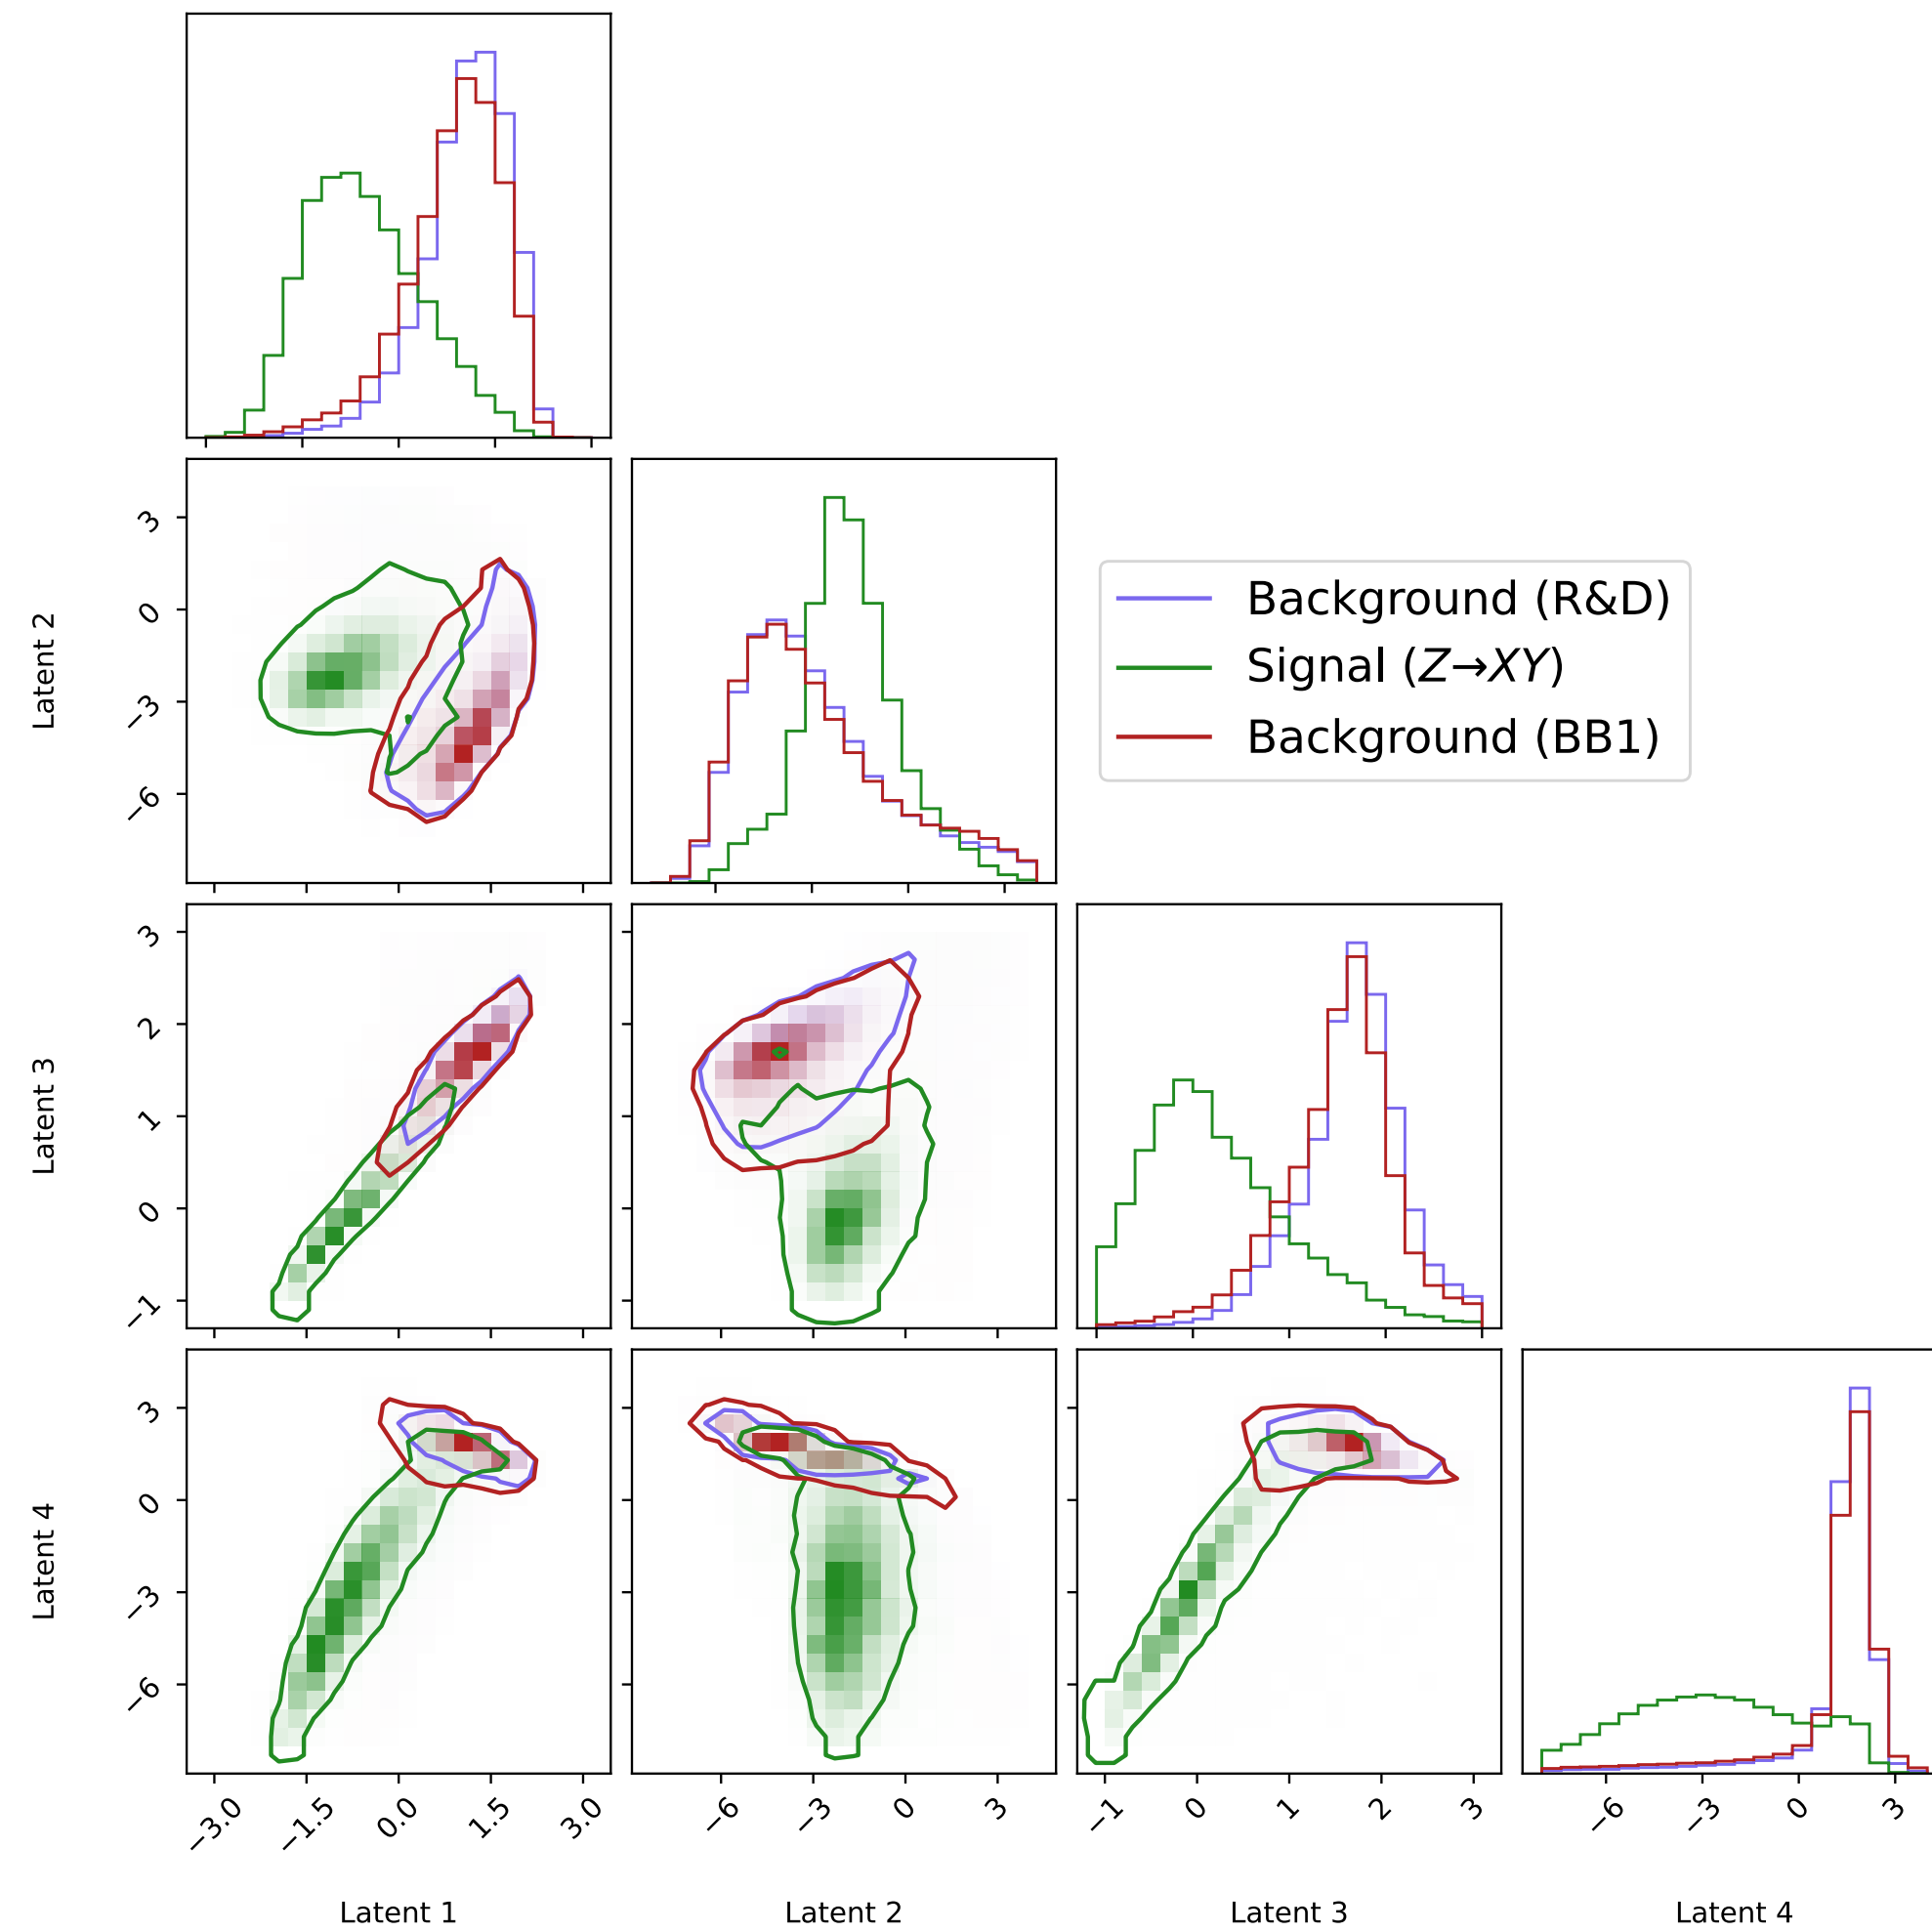 Latent 2
3
0
−3
−6
Background (R&D)
Signal (Z→XY)
Background (BB1)
Latent 3
3
2
1
0
−1
Latent 4
3
0
−3
−6
−3.0 −1.5 0.0 1.5 3.0
−6 −3 0 3
−1 0 1 2 3
−6 −3 0 3
Latent 1
Latent 2
Latent 3
Latent 4